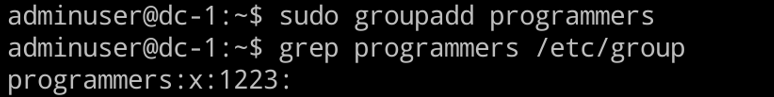 adminuser@dc-1:~$ sudo groupadd programmers
adminuser@dc-1:~$ grep programmers /etc/group
programmers:x:1223: